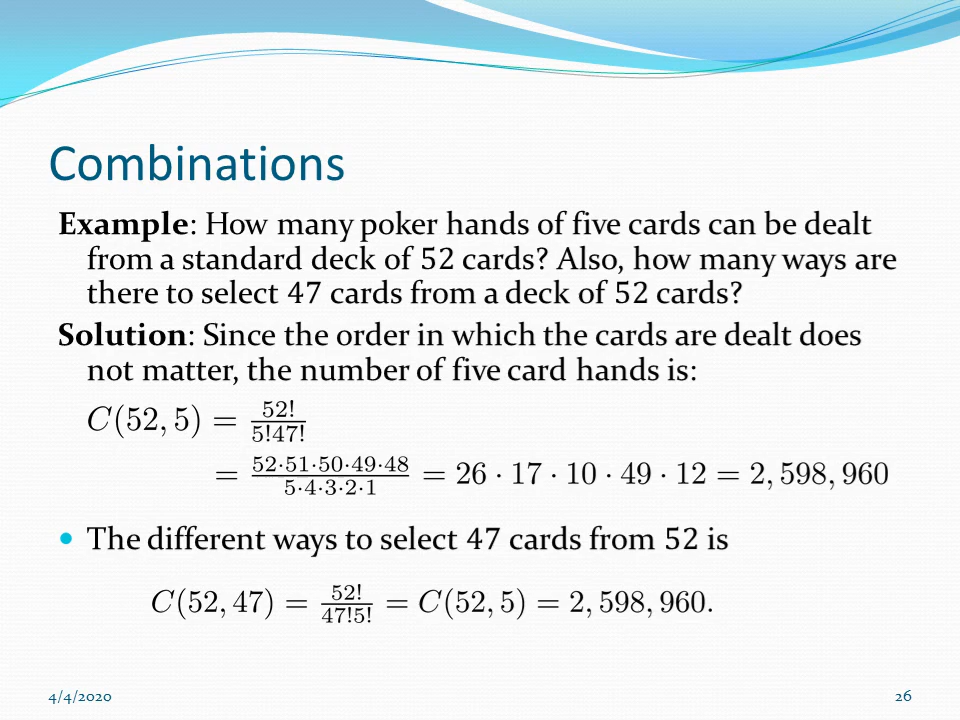 Combinations
Example: How many poker hands of five cards can be dealt
from a standard deck of 52 cards? Also, how many ways are
there to select 47 cards from a deck of 52 cards?
Solution: Since the order in which the cards are dealt does
not matter, the number of five card hands is:
C(52, 5) = 52!/5!47!
= 52·51·50·49·48/5·4·3·2·1 = 26 · 17 · 10 · 49 · 12 = 2, 598, 960
• The different ways to select 47 cards from 52 is
C(52, 47) = 52!/47!5! = C(52, 5) = 2, 598, 960.
4/4/2020 26